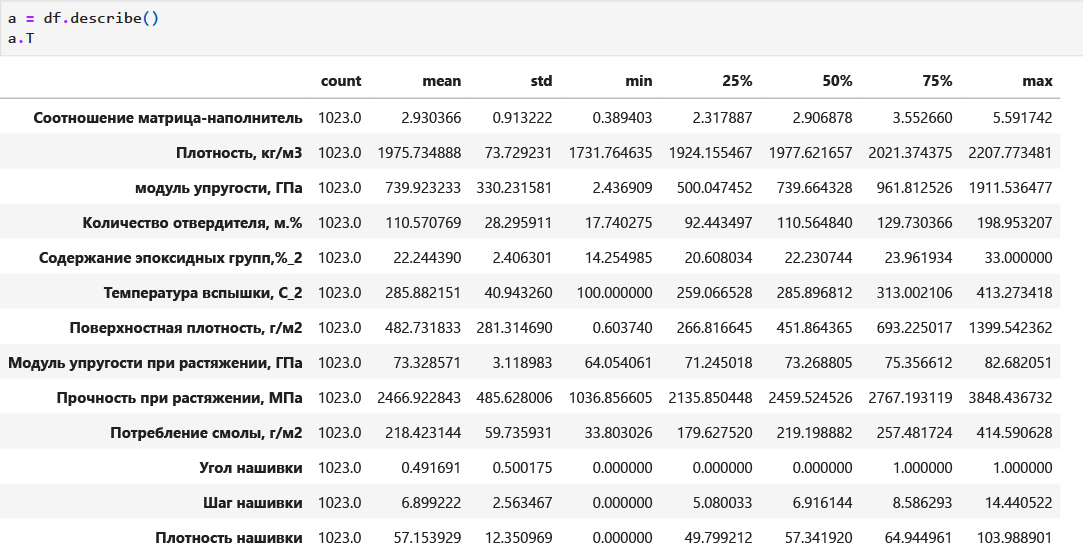 a = df.describe()
a.T
count mean std min 25% 50% 75% max
Соотношение матрица-наполнитель 1023.0 2.930366 0.913222 0.389403 2.317887 2.906878 3.552660 5.591742
Плотность, кг/м3 1023.0 1975.734888 73.729231 1731.764635 1924.155467 1977.621657 2021.374375 2207.773481
модуль упругости, ГПа 1023.0 739.923233 330.231581 2.436909 500.047452 739.664328 961.812526 1911.536477
Количество отвердителя, м.% 1023.0 110.570769 28.295911 17.740275 92.443497 110.564840 129.730366 198.953207
Содержание эпоксидных групп,%_2 1023.0 22.244390 2.406301 14.254985 20.608034 22.230744 23.961934 33.000000
Температура вспышки, С_2 1023.0 285.882151 40.943260 100.000000 259.066528 285.896812 313.002106 413.273418
Поверхностная плотность, г/м2 1023.0 482.731833 281.314690 0.603740 266.816645 451.864365 693.225017 1399.542362
Модуль упругости при растяжении, ГПа 1023.0 73.328571 3.118983 64.054061 71.245018 73.268805 75.356612 82.682051
Прочность при растяжении, МПа 1023.0 2466.922843 485.628006 1036.856605 2135.850448 2459.524526 2767.193119 3848.436732
Потребление смолы, г/м2 1023.0 218.423144 59.735931 33.803026 179.627520 219.198882 257.481724 414.590628
Угол нашивки 1023.0 0.491691 0.500175 0.000000 0.000000 0.000000 1.000000 1.000000
Шаг нашивки 1023.0 6.899222 2.563467 0.000000 5.080033 6.916144 8.586293 14.440522
Плотность нашивки 1023.0 57.153929 12.350969 0.000000 49.799212 57.341920 64.944961 103.988901